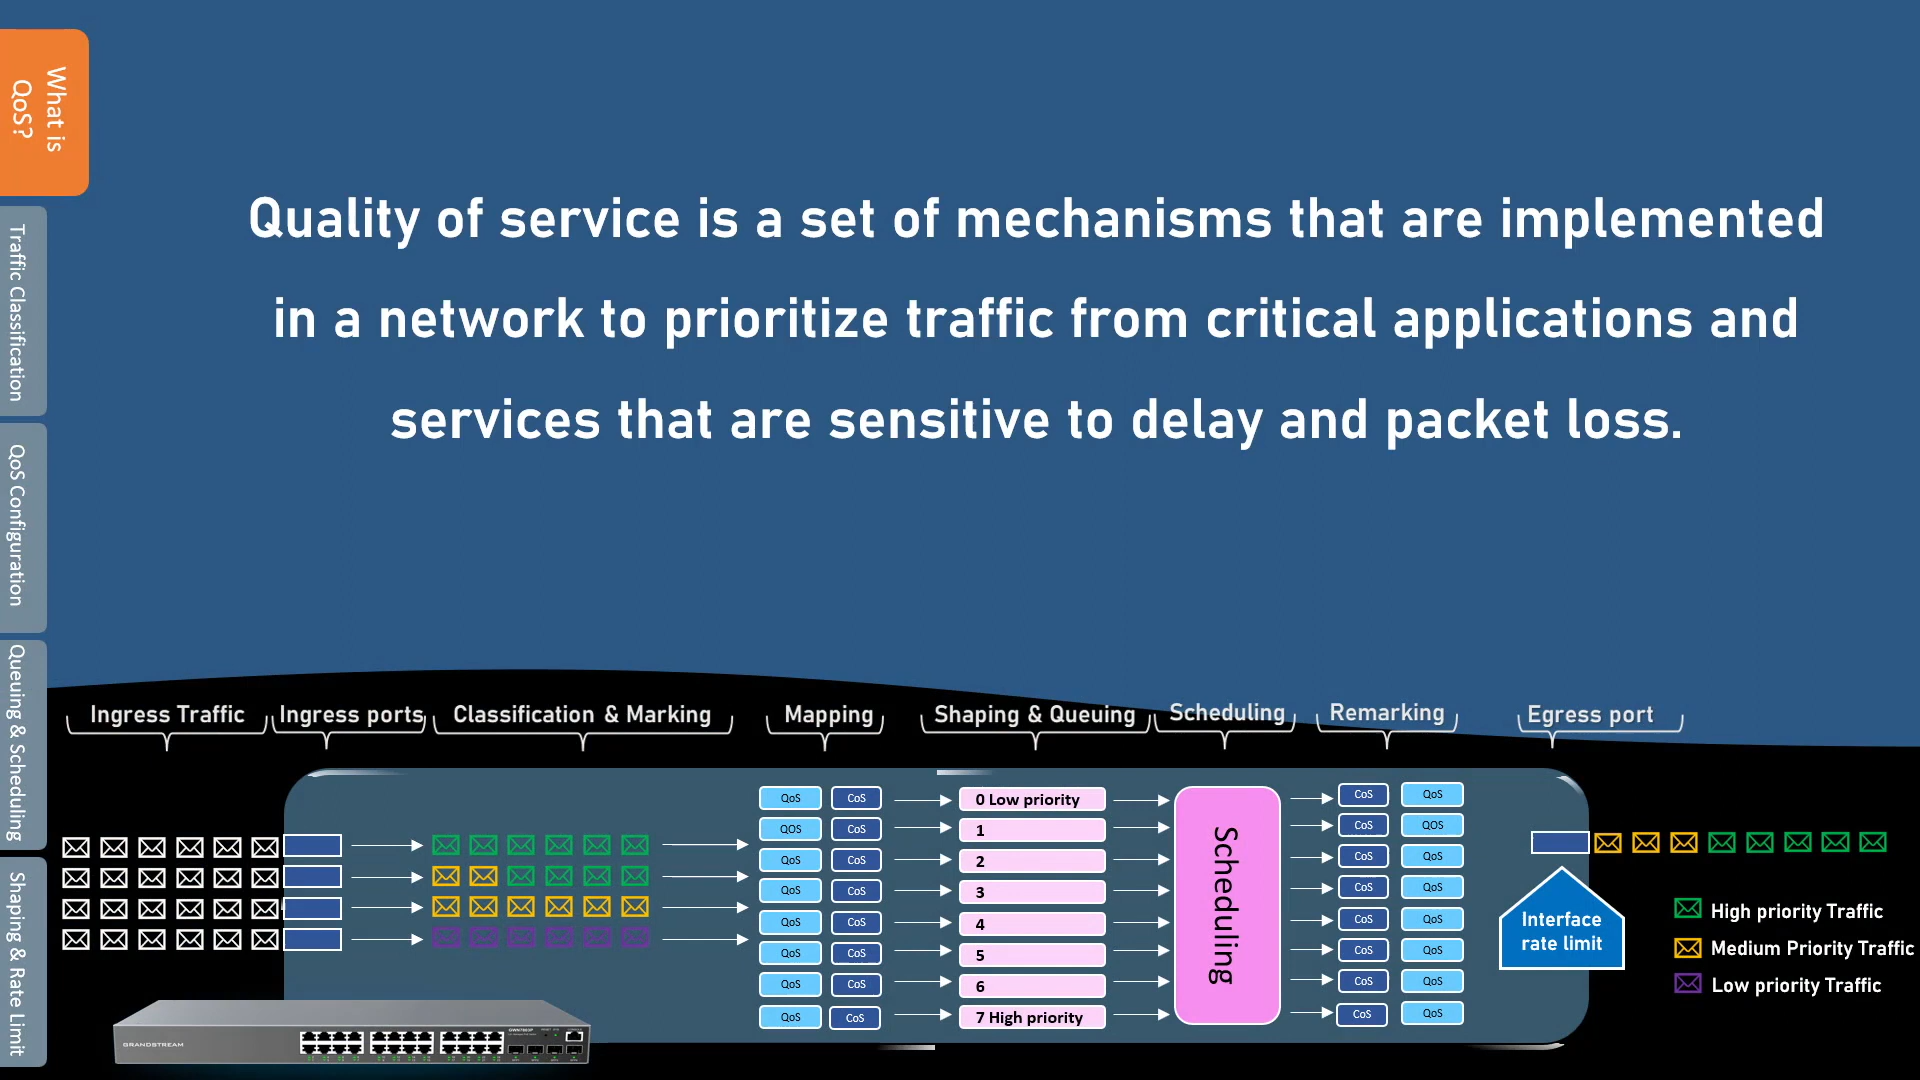 What is
QoS?
Traffic Classification
QoS Configuration
Queuing & Scheduling
Shaping & Rate Limit
Quality of service is a set of mechanisms that are implemented
in a network to prioritize traffic from critical applications and
services that are sensitive to delay and packet loss.
Ingress Traffic
Ingress ports
Classification & Marking
Mapping
Shaping & Queuing
Scheduling
Remarking
Egress port
QoS CoS 0 Low priority CoS QoS
QOS CoS 1 CoS QOS
QoS CoS 2 CoS QoS
QoS CoS 3 CoS QoS
QoS CoS 4 CoS QoS
QoS CoS 5 CoS QoS
QoS CoS 6 CoS QoS
QoS CoS 7 High priority CoS QoS
Scheduling
Interface
rate limit
High priority Traffic
Medium Priority Traffic
Low priority Traffic
GRANDSTREAM